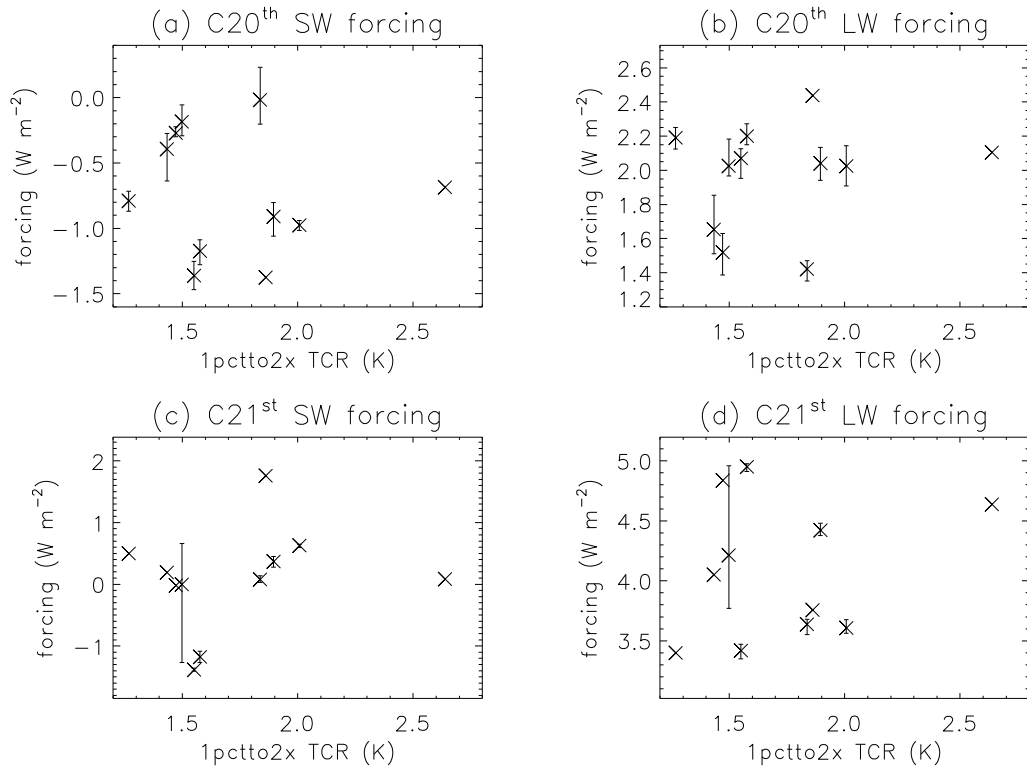 (a) C20th SW forcing
forcing (W m−2)
0.0
−0.5
−1.0
−1.5
1.5 2.0 2.5
1pctto2x TCR (K)
(b) C20th LW forcing
forcing (W m−2)
2.6
2.4
2.2
2.0
1.8
1.6
1.4
1.2
1.5 2.0 2.5
1pctto2x TCR (K)
(c) C21st SW forcing
forcing (W m−2)
2
1
0
−1
1.5 2.0 2.5
1pctto2x TCR (K)
(d) C21st LW forcing
forcing (W m−2)
5.0
4.5
4.0
3.5
1.5 2.0 2.5
1pctto2x TCR (K)